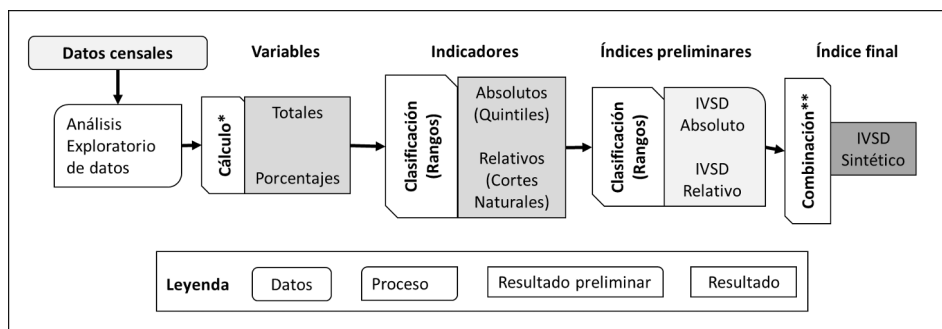 Datos censales
Variables
Indicadores
Índices preliminares
Índice final
Análisis
Exploratorio
de datos
Cálculo*
Totales
Porcentajes
Clasificación
(Rangos)
Absolutos
(Quintiles)
Relativos
(Cortes
Naturales)
Clasificación
(Rangos)
IVSD
Absoluto
IVSD
Relativo
Combinación**
IVSD
Sintético
Leyenda
Datos
Proceso
Resultado preliminar
Resultado